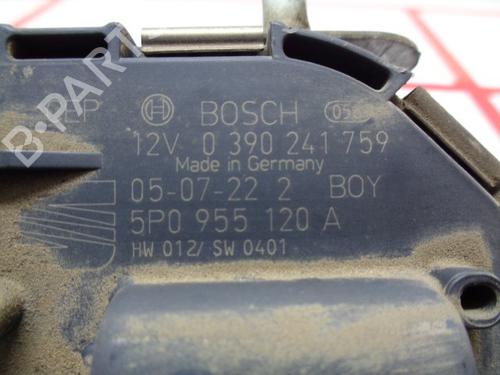 BOSCH
12V 0 390 241 759
Made in Germany
05-07-22 2 BOY
5P0 955 120 A
HW 012/ SW 0401
B-PARTS